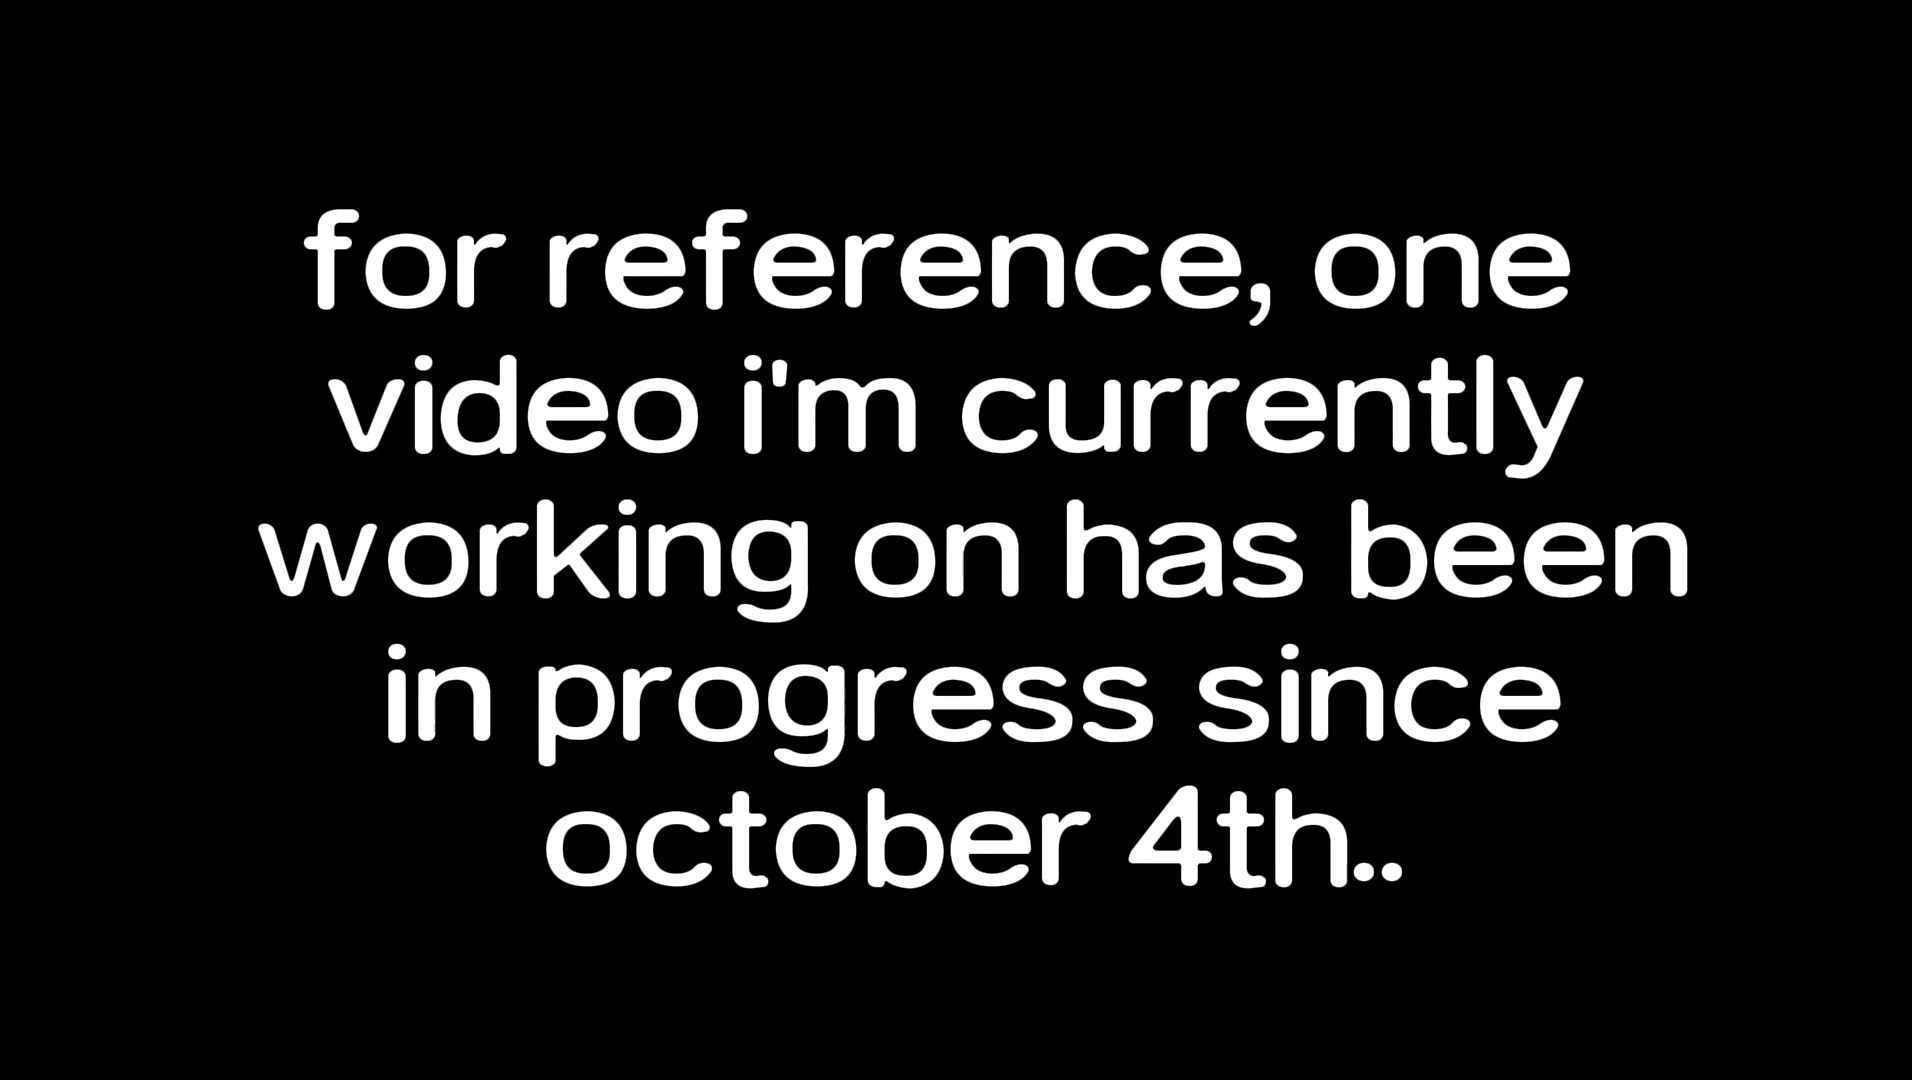 for reference, one
video i'm currently
working on has been
in progress since
october 4th..